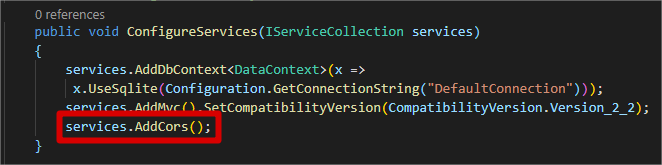 0 references
public void ConfigureServices(IServiceCollection services)
{
services.AddDbContext<DataContext>(x =>
x.UseSqlite(Configuration.GetConnectionString("DefaultConnection")));
services.AddMvc().SetCompatibilityVersion(CompatibilityVersion.Version_2_2);
services.AddCors();
}